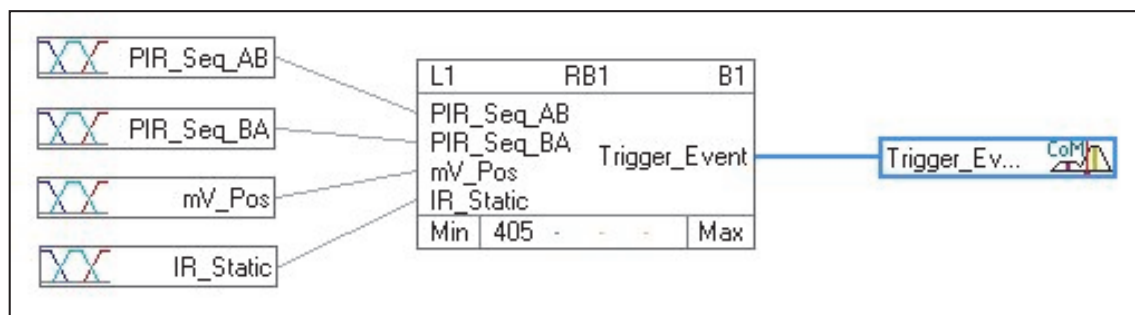 PIR_Seq_AB
PIR_Seq_BA
mV_Pos
IR_Static
L1 RB1 B1
PIR_Seq_AB
PIR_Seq_BA
mV_Pos
IR_Static
Trigger_Event
Min 405 - - - Max
Trigger_Ev... CoM